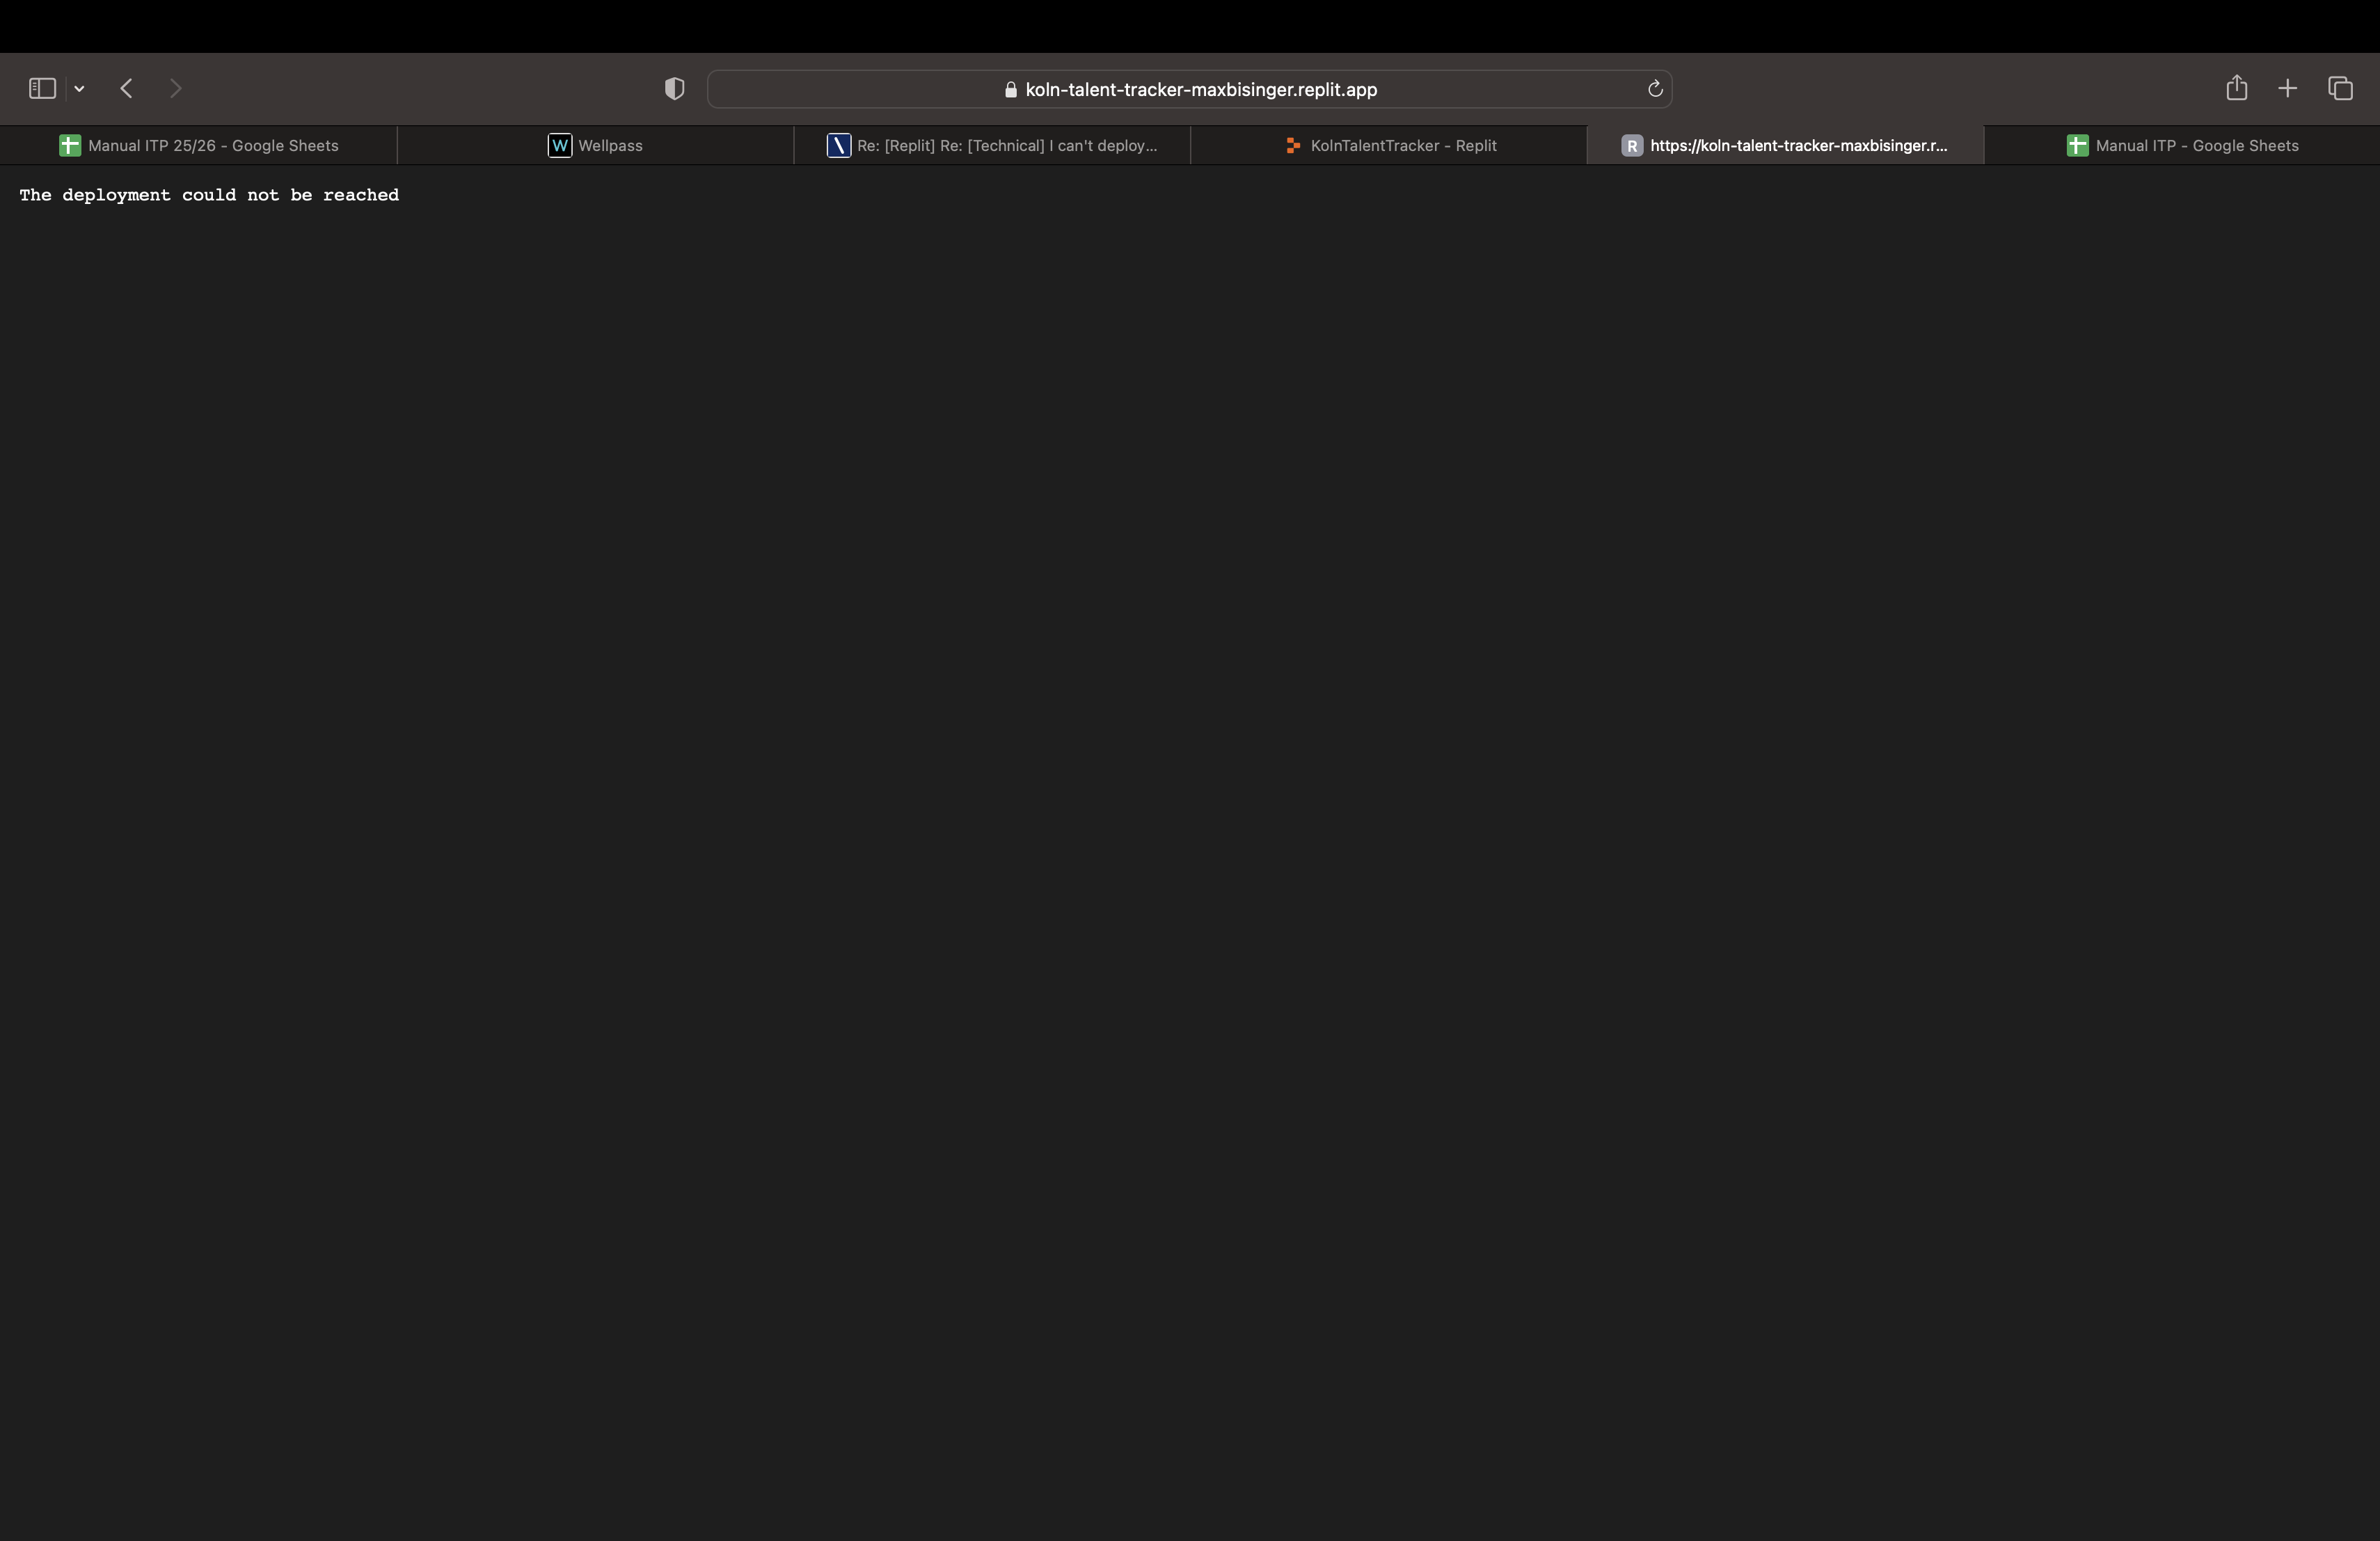 koln-talent-tracker-maxbisinger.replit.app
Manual ITP 25/26 - Google Sheets
W Wellpass
\ Re: [Replit] Re: [Technical] I can't deploy...
KolnTalentTracker - Replit
R https://koln-talent-tracker-maxbisinger.r...
Manual ITP - Google Sheets
The deployment could not be reached